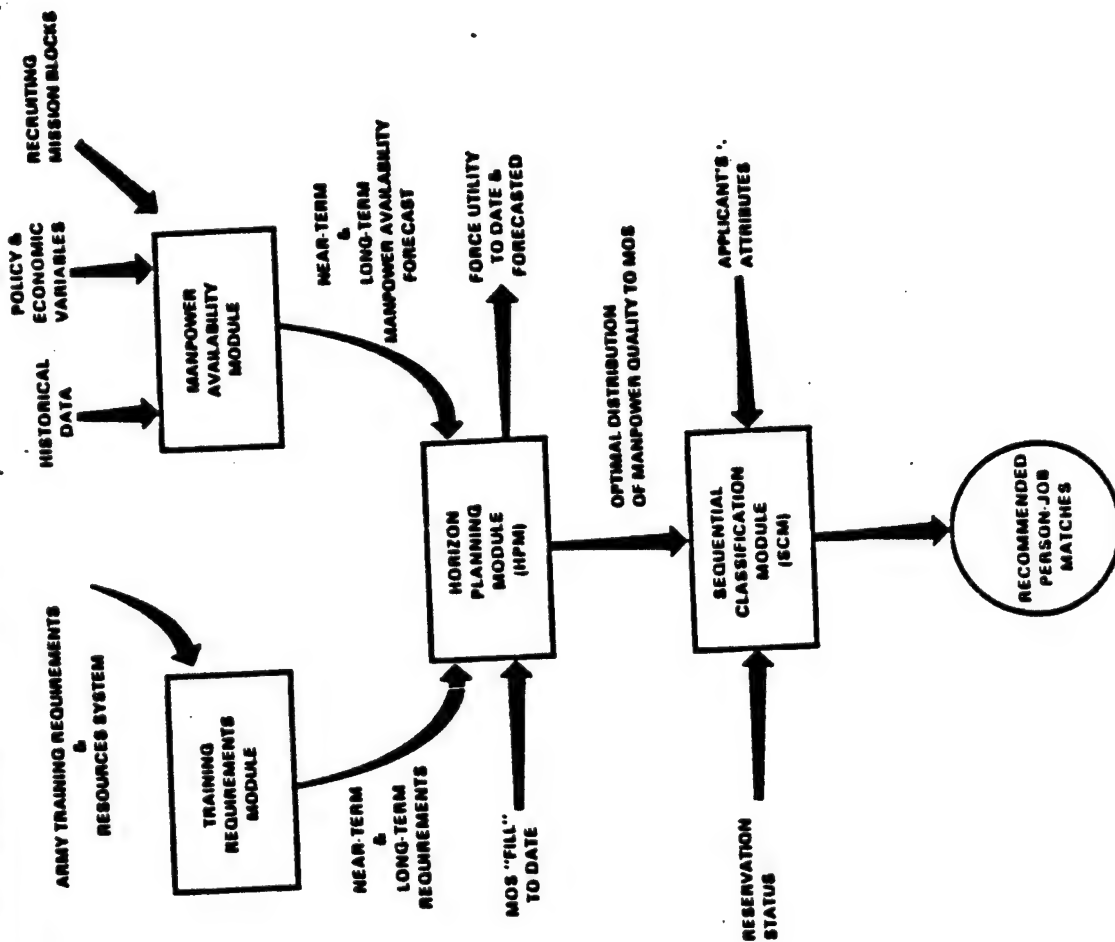 ARMY TRAINING REQUIREMENTS
&
RESOURCES SYSTEM
HISTORICAL
DATA
POLICY &
ECONOMIC
VARIABLES
RECRUITING
MISSION BLOCKS
TRAINING
REQUIREMENTS
MODULE
MANPOWER
AVAILABILITY
MODULE
NEAR-TERM
&
LONG-TERM
REQUIREMENTS
NEAR-TERM
&
LONG-TERM
MANPOWER AVAILABILITY
FORECAST
MOS "FILL"
TO DATE
HORIZON
PLANNING
MODULE
(HPM)
FORCE UTILITY
TO DATE &
FORECASTED
OPTIMAL DISTRIBUTION
OF MANPOWER QUALITY TO MOS
RESERVATION
STATUS
SEQUENTIAL
CLASSIFICATION
MODULE
(SCM)
APPLICANT'S
ATTRIBUTES
RECOMMENDED
PERSON-JOB
MATCHES